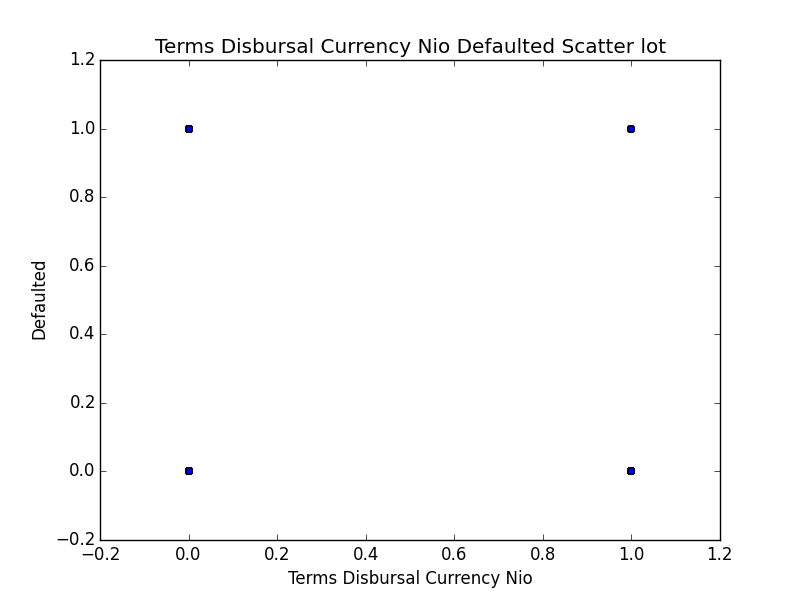 Terms Disbursal Currency Nio Defaulted Scatter lot
1.2
1.0
0.8
0.6
0.4
0.2
0.0
−0.2
Defaulted
−0.2 0.0 0.2 0.4 0.6 0.8 1.0 1.2
Terms Disbursal Currency Nio